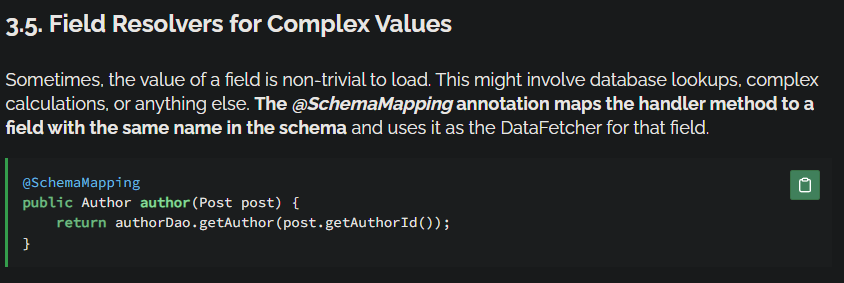 3.5. Field Resolvers for Complex Values
Sometimes, the value of a field is non-trivial to load. This might involve database lookups, complex
calculations, or anything else. The @SchemaMapping annotation maps the handler method to a
field with the same name in the schema and uses it as the DataFetcher for that field.
@SchemaMapping
public Author author(Post post) {
    return authorDao.getAuthor(post.getAuthorId());
}